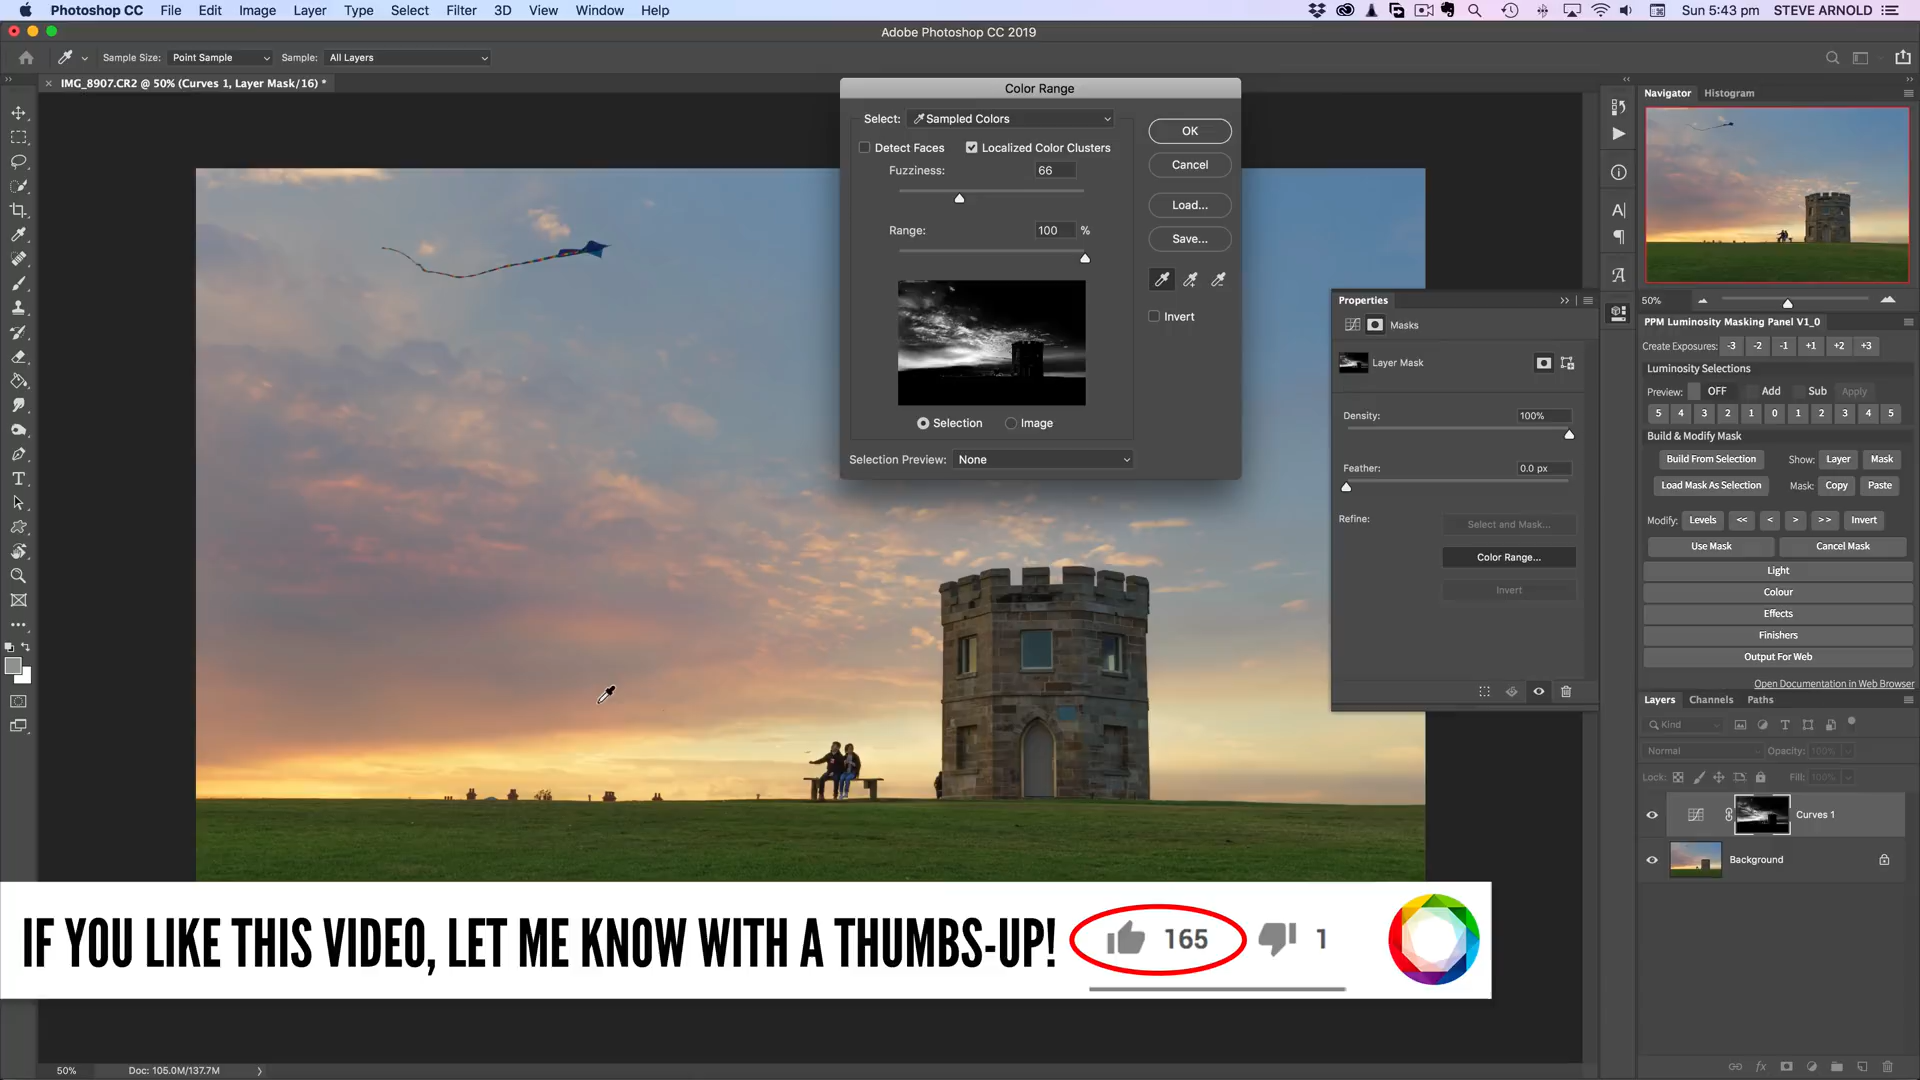 Photoshop CC File Edit Image Layer Type Select Filter 3D View Window Help Sun 5:43 pm STEVE ARNOLD
Adobe Photoshop CC 2019
Sample Size: Point Sample Sample: All Layers
IMG_8907.CR2 @ 50% (Curves 1, Layer Mask/16) *
Color Range
Select: Sampled Colors
Detect Faces Localized Color Clusters
Fuzziness: 66
Range: 100 %
Selection Image
Selection Preview: None
OK
Cancel
Load...
Save...
Invert
Properties
Masks
Layer Mask
Density: 100%
Feather: 0.0 px
Refine: Select and Mask...
Color Range...
Invert
Navigator Histogram
50%
PPM Luminosity Masking Panel V1_0
Create Exposures: -3 -2 -1 +1 +2 +3
Luminosity Selections
Preview: OFF Add Sub Apply
5 4 3 2 1 0 1 2 3 4 5
Build & Modify Mask
Build From Selection Show: Layer Mask
Load Mask As Selection Mask: Copy Paste
Modify: Levels << < > >> Invert
Use Mask Cancel Mask
Light
Colour
Effects
Finishers
Output For Web
Open Documentation in Web Browser
Layers Channels Paths
Kind
Normal Opacity: 100%
Lock: Fill: 100%
Curves 1
Background
IF YOU LIKE THIS VIDEO, LET ME KNOW WITH A THUMBS-UP! 165 1
50% Doc: 105.0M/137.7M